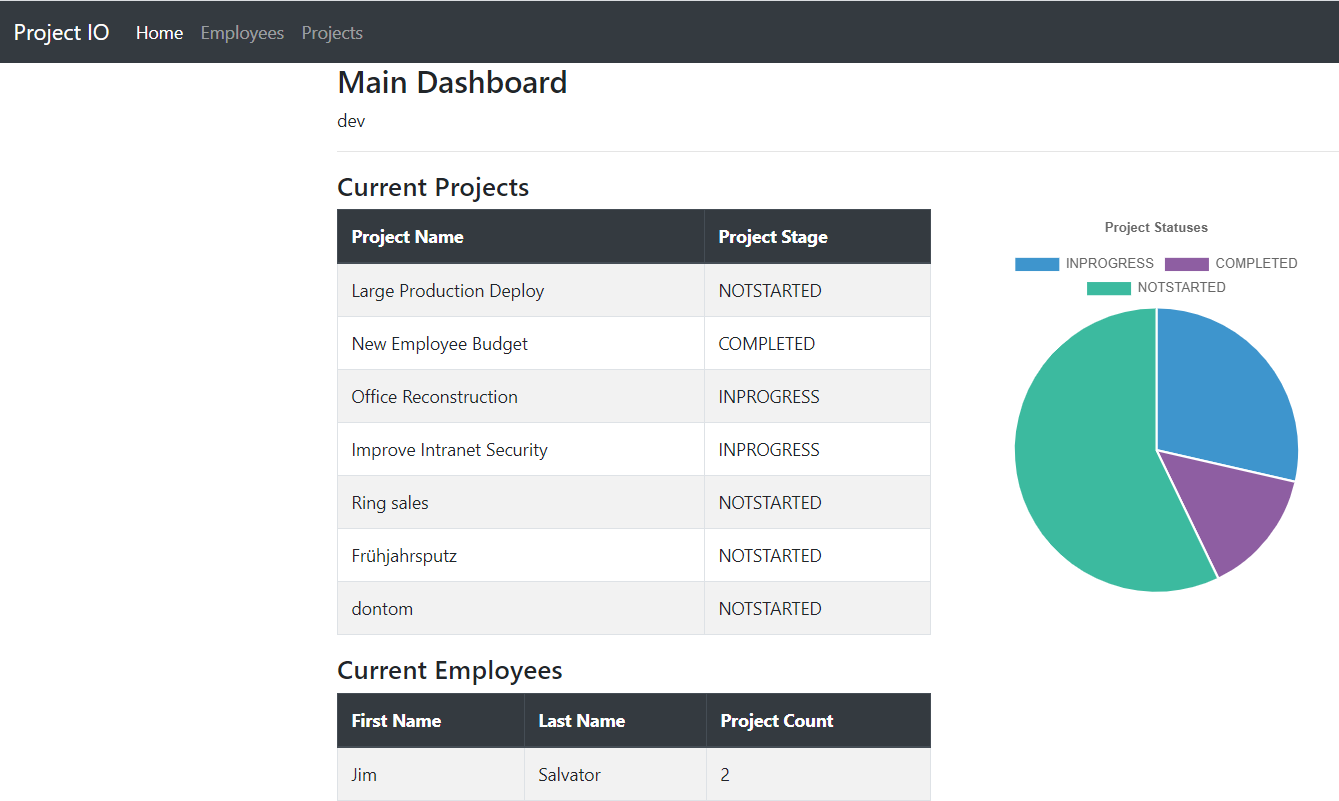 Project IO Home Employees Projects
Main Dashboard
dev
Current Projects
Project Name Project Stage
Large Production Deploy NOTSTARTED
New Employee Budget COMPLETED
Office Reconstruction INPROGRESS
Improve Intranet Security INPROGRESS
Ring sales NOTSTARTED
Frühjahrsputz NOTSTARTED
dontom NOTSTARTED
Project Statuses
INPROGRESS COMPLETED
NOTSTARTED
Current Employees
First Name Last Name Project Count
Jim Salvator 2